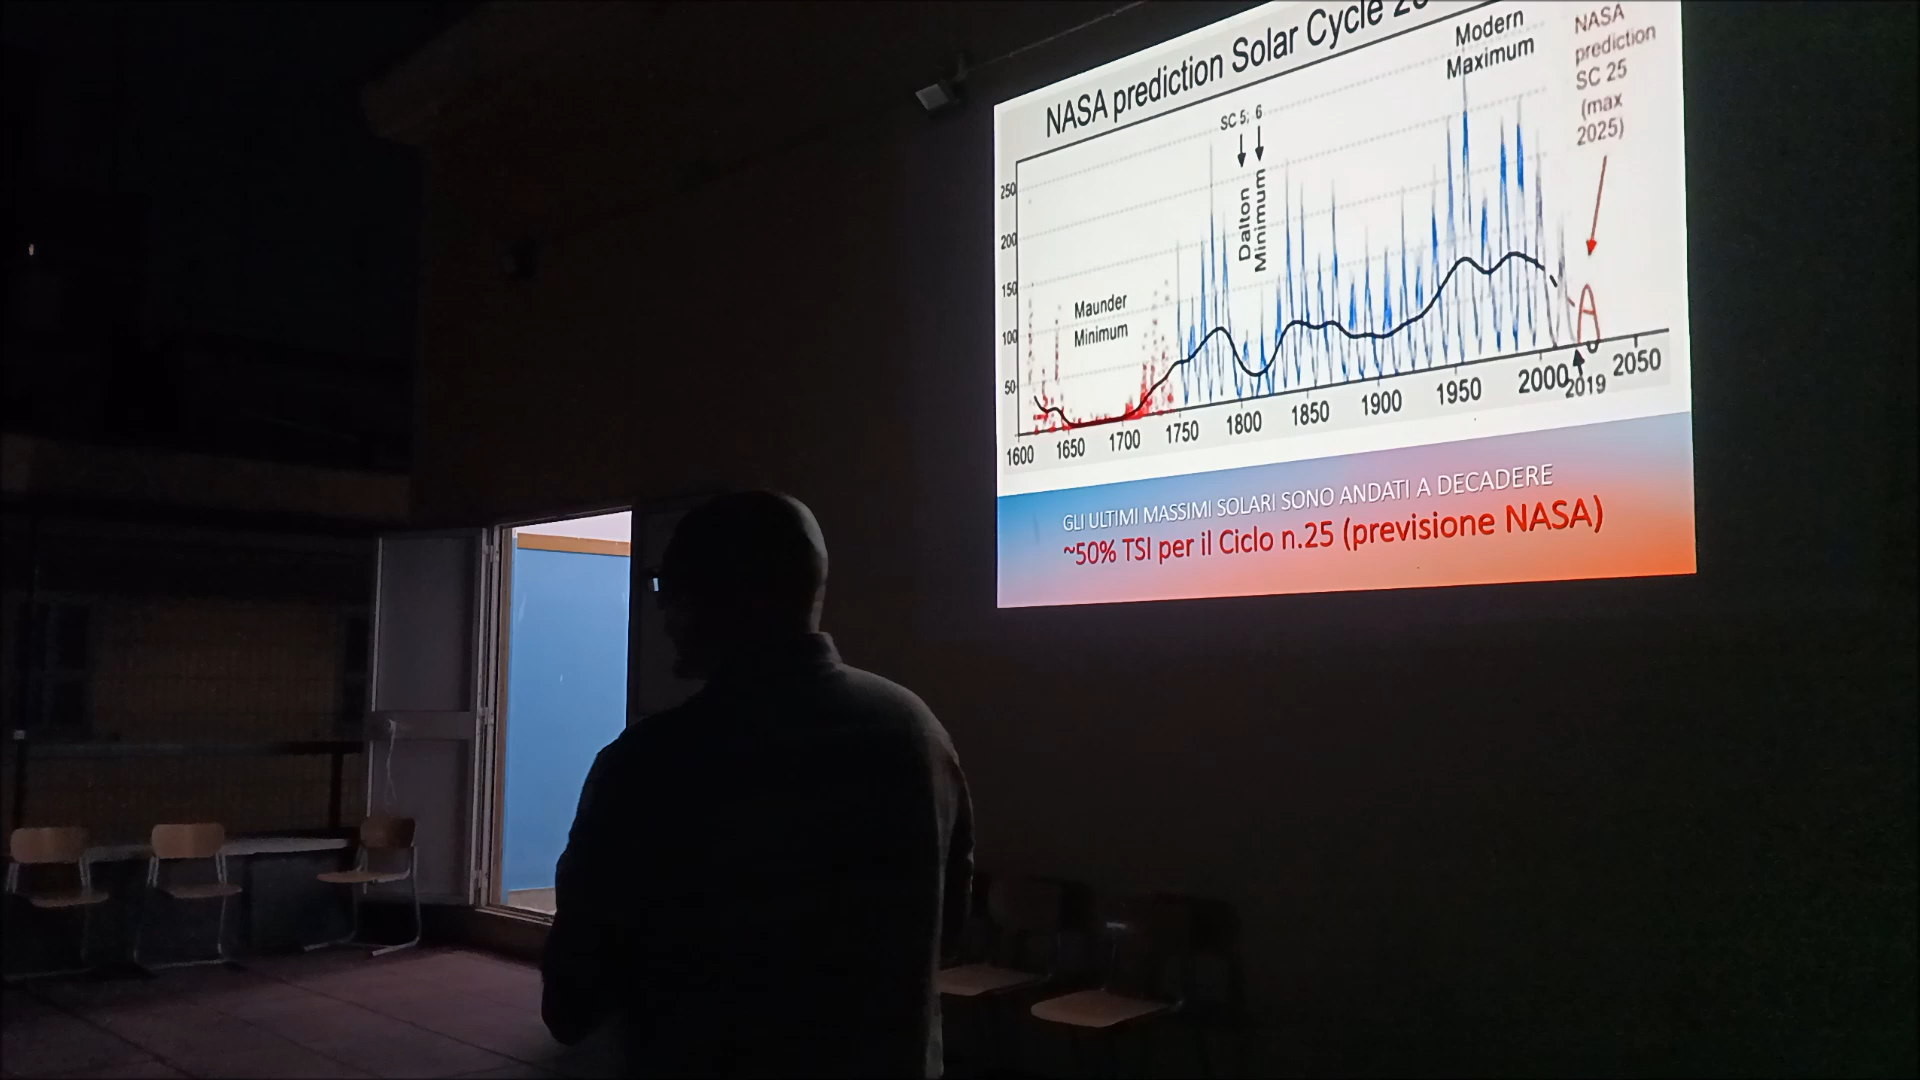 NASA prediction Solar Cycle
Modern
Maximum
NASA
prediction
SC 25
(max
2025)
SC 5; 6
Dalton
Minimum
Maunder
Minimum
250
200
150
100
50
1600 1650 1700 1750 1800 1850 1900 1950 2000 2019 2050
GLI ULTIMI MASSIMI SOLARI SONO ANDATI A DECADERE
~50% TSI per il Ciclo n.25 (previsione NASA)